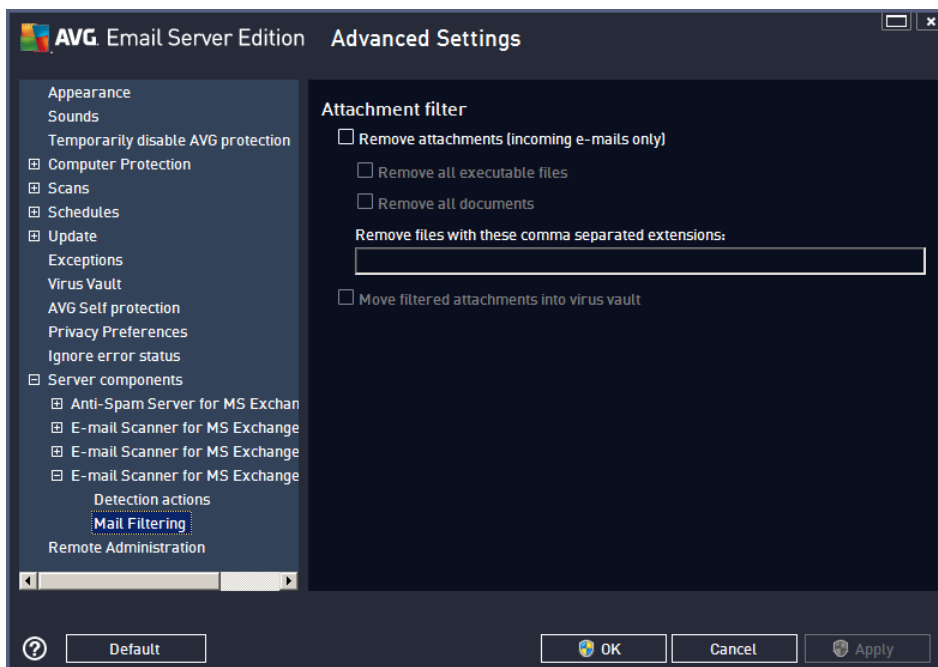 AVG. Email Server Edition Advanced Settings
Appearance
Sounds
Temporarily disable AVG protection
Computer Protection
Scans
Schedules
Update
Exceptions
Virus Vault
AVG Self protection
Privacy Preferences
Ignore error status
Server components
Anti-Spam Server for MS Exchan
E-mail Scanner for MS Exchange
E-mail Scanner for MS Exchange
E-mail Scanner for MS Exchange
Detection actions
Mail Filtering
Remote Administration
Attachment filter
Remove attachments (incoming e-mails only)
Remove all executable files
Remove all documents
Remove files with these comma separated extensions:
Move filtered attachments into virus vault
? Default OK Cancel Apply